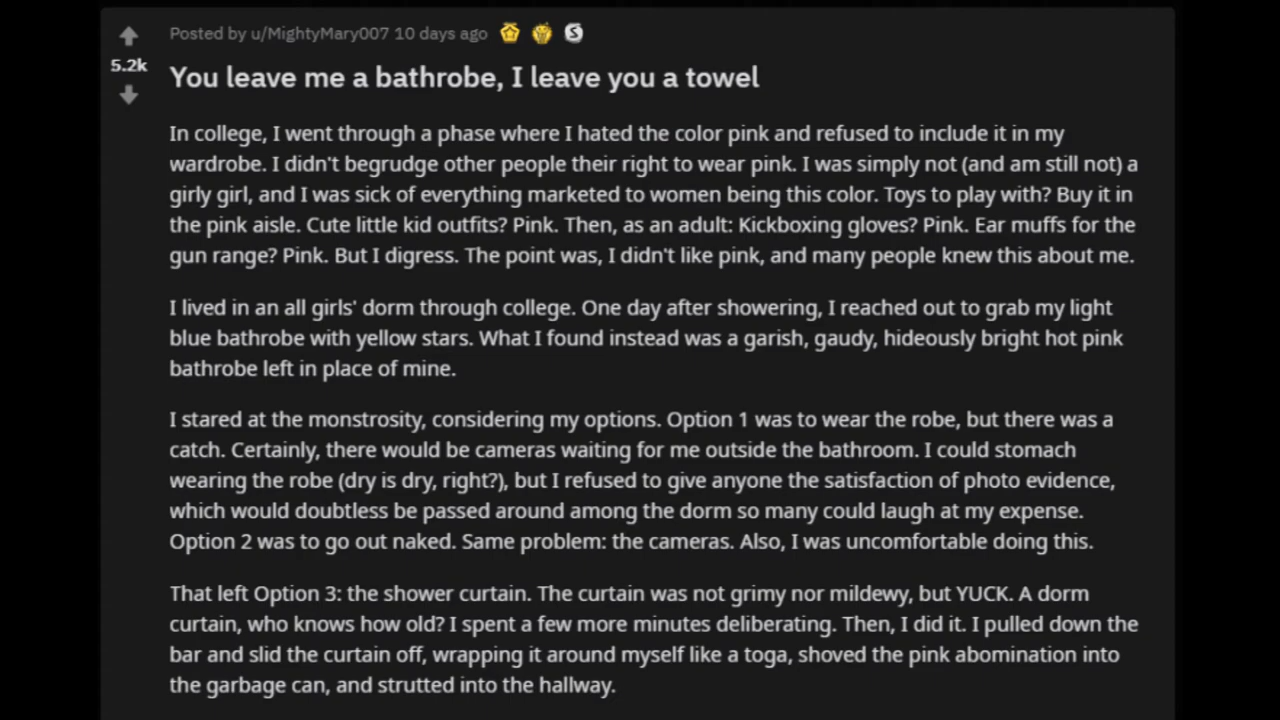 Posted by u/MightyMary007 10 days ago
5.2k
You leave me a bathrobe, I leave you a towel
In college, I went through a phase where I hated the color pink and refused to include it in my
wardrobe. I didn't begrudge other people their right to wear pink. I was simply not (and am still not) a
girly girl, and I was sick of everything marketed to women being this color. Toys to play with? Buy it in
the pink aisle. Cute little kid outfits? Pink. Then, as an adult: Kickboxing gloves? Pink. Ear muffs for the
gun range? Pink. But I digress. The point was, I didn't like pink, and many people knew this about me.
I lived in an all girls' dorm through college. One day after showering, I reached out to grab my light
blue bathrobe with yellow stars. What I found instead was a garish, gaudy, hideously bright hot pink
bathrobe left in place of mine.
I stared at the monstrosity, considering my options. Option 1 was to wear the robe, but there was a
catch. Certainly, there would be cameras waiting for me outside the bathroom. I could stomach
wearing the robe (dry is dry, right?), but I refused to give anyone the satisfaction of photo evidence,
which would doubtless be passed around among the dorm so many could laugh at my expense.
Option 2 was to go out naked. Same problem: the cameras. Also, I was uncomfortable doing this.
That left Option 3: the shower curtain. The curtain was not grimy nor mildewy, but YUCK. A dorm
curtain, who knows how old? I spent a few more minutes deliberating. Then, I did it. I pulled down the
bar and slid the curtain off, wrapping it around myself like a toga, shoved the pink abomination into
the garbage can, and strutted into the hallway.